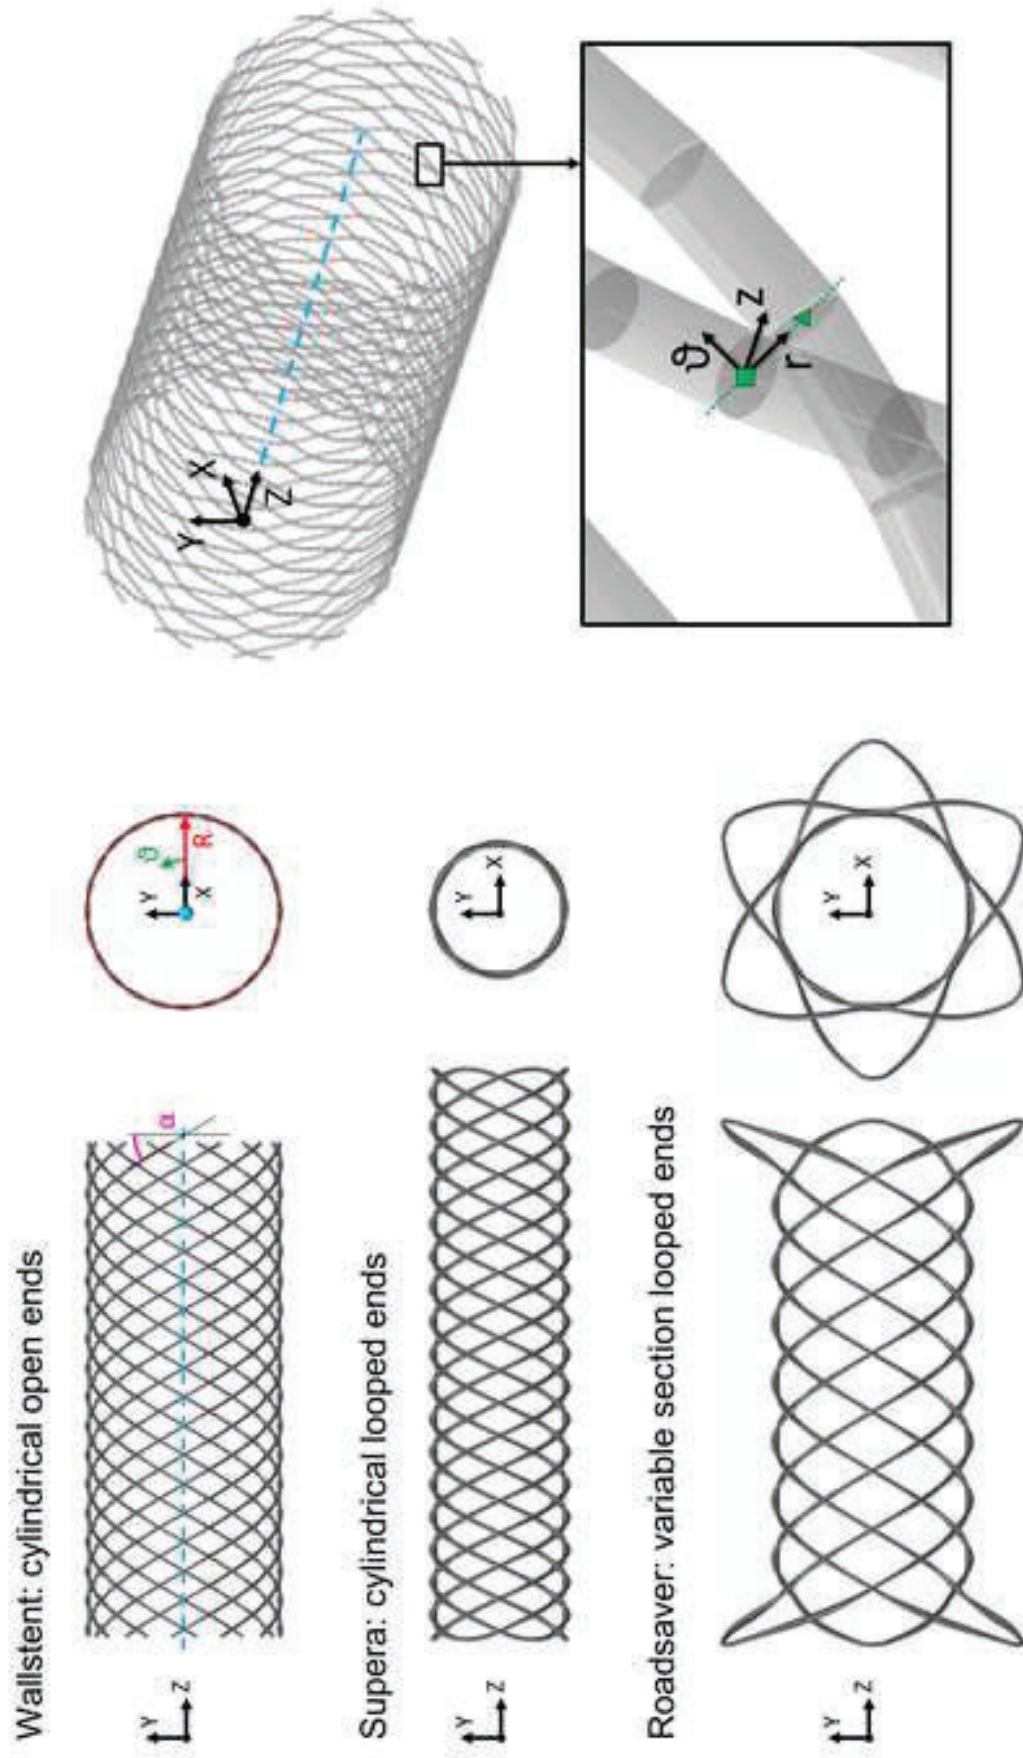 Wallstent: cylindrical open ends
Y
Z
α
Y
X
ϑ
R
Supera: cylindrical looped ends
Y
Z
Y
X
Roadsaver: variable section looped ends
Y
Z
Y
X
Y
X
Z
ϑ
z
r